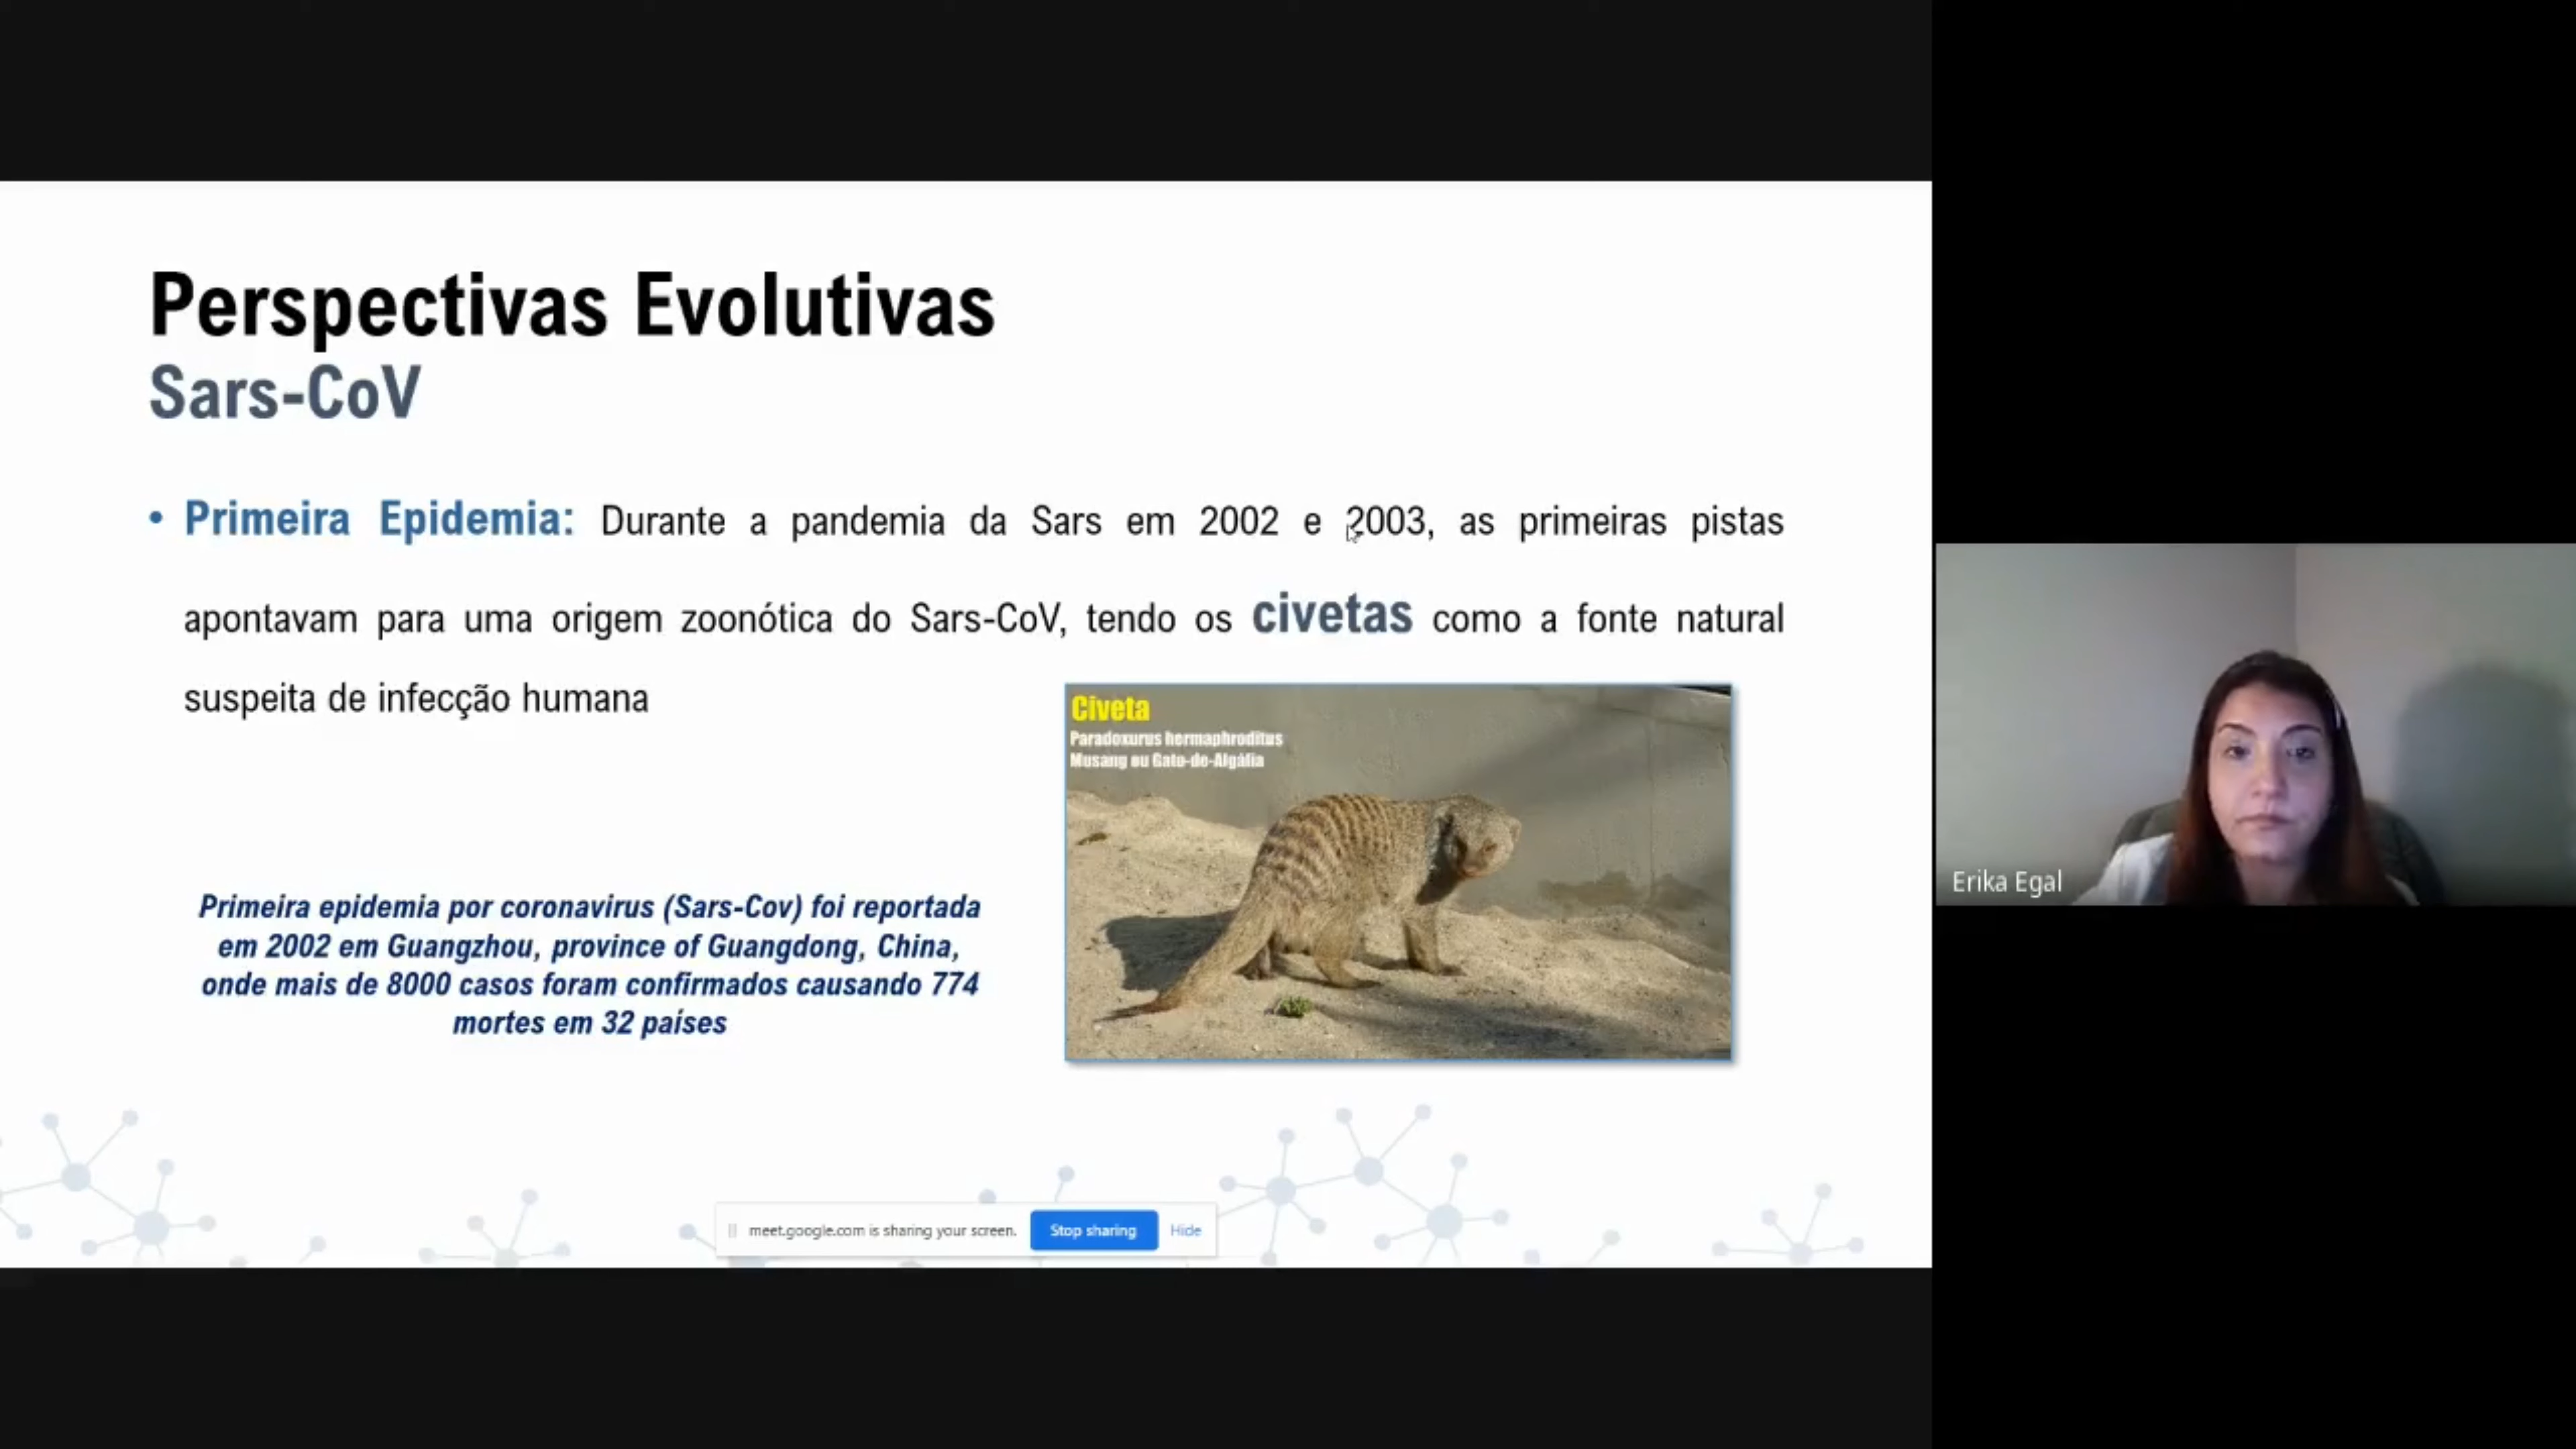 Perspectivas Evolutivas
Sars-CoV
• Primeira Epidemia: Durante a pandemia da Sars em 2002 e 2003, as primeiras pistas
apontavam para uma origem zoonótica do Sars-CoV, tendo os civetas como a fonte natural
suspeita de infecção humana
Civeta
Paradoxurus hermaphroditus
Musang ou Gato-de-Algália
Primeira epidemia por coronavirus (Sars-Cov) foi reportada
em 2002 em Guangzhou, province of Guangdong, China,
onde mais de 8000 casos foram confirmados causando 774
mortes em 32 países
meet.google.com is sharing your screen. Stop sharing Hide
Erika Egal